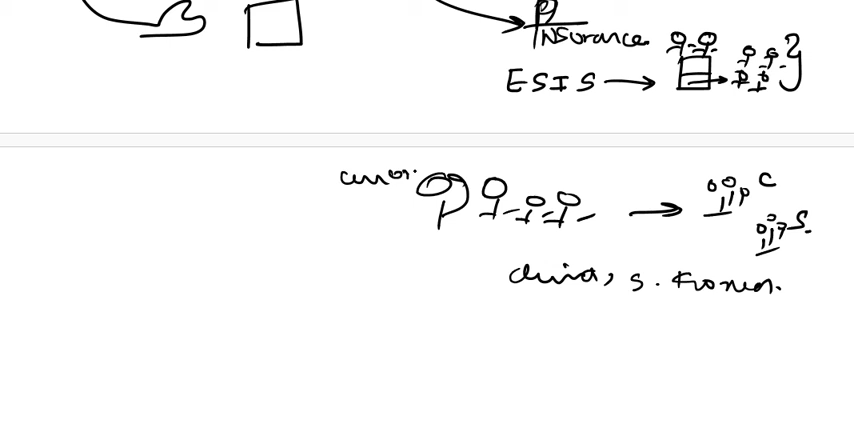 Insurance.
ESIS
C
S.
china, s. Korea.